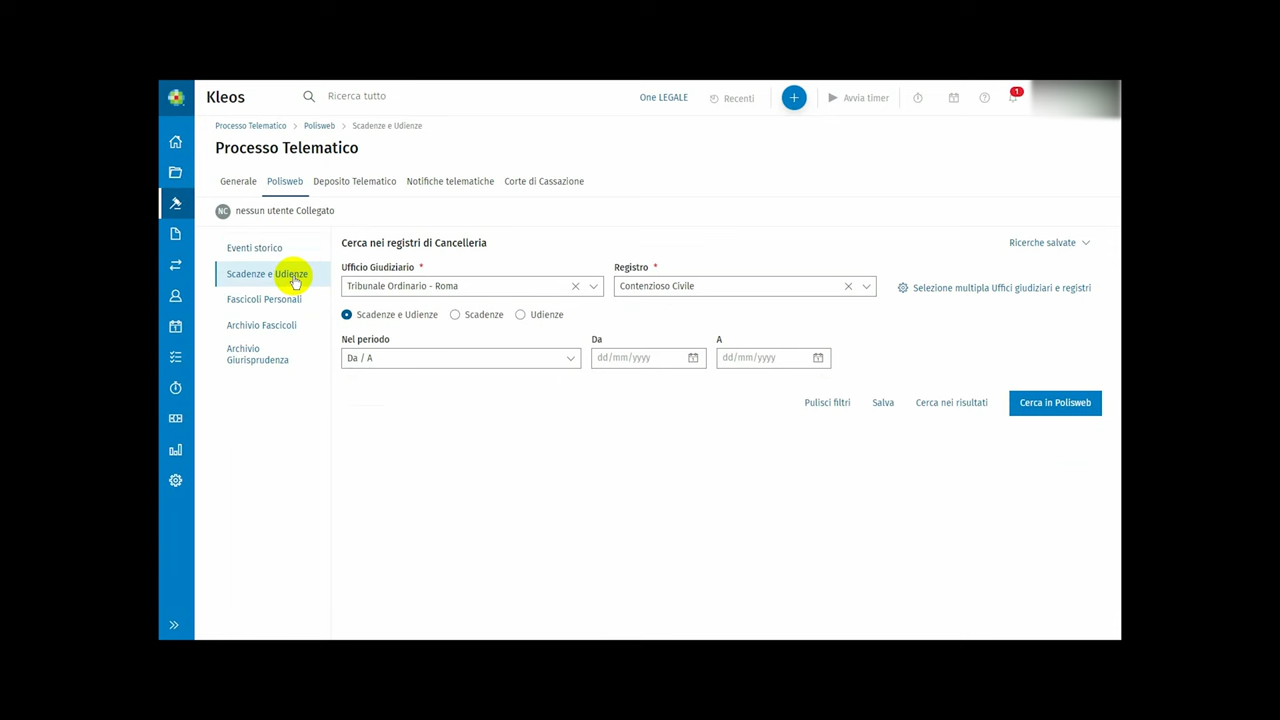 Kleos
Ricerca tutto
One LEGALE
Recenti
Avvia timer
1
Processo Telematico > Polisweb > Scadenze e Udienze
Processo Telematico
Generale Polisweb Deposito Telematico Notifiche telematiche Corte di Cassazione
NC nessun utente Collegato
Eventi storico
Scadenze e Udienze
Fascicoli Personali
Archivio Fascicoli
Archivio
Giurisprudenza
Cerca nei registri di Cancelleria
Ricerche salvate
Ufficio Giudiziario *
Registro *
Tribunale Ordinario - Roma
Contenzioso Civile
Selezione multipla Uffici giudiziari e registri
Scadenze e Udienze Scadenze Udienze
Nel periodo
Da
A
Da / A
dd/mm/yyyy
dd/mm/yyyy
Pulisci filtri
Salva
Cerca nei risultati
Cerca in Polisweb